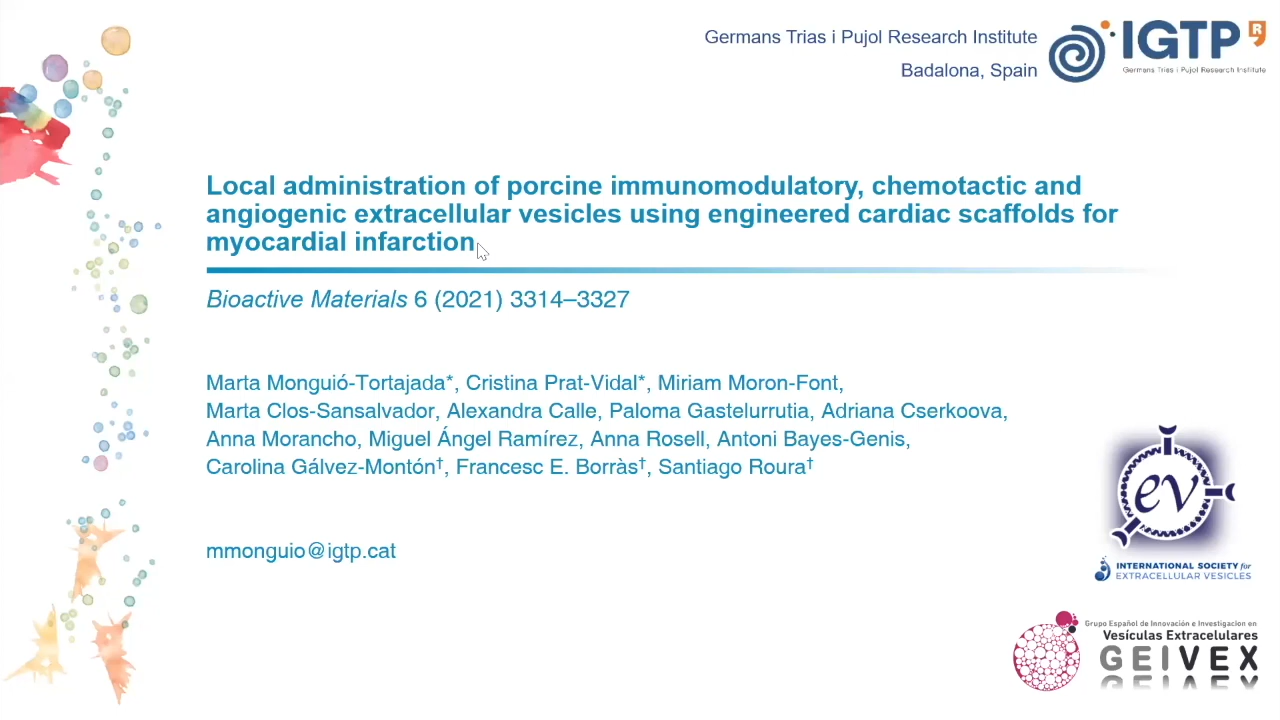 Germans Trias i Pujol Research Institute
Badalona, Spain
IGTP R
Germans Trias i Pujol Research Institute
Local administration of porcine immunomodulatory, chemotactic and
angiogenic extracellular vesicles using engineered cardiac scaffolds for
myocardial infarction
Bioactive Materials 6 (2021) 3314–3327
Marta Monguió-Tortajada*, Cristina Prat-Vidal*, Miriam Moron-Font,
Marta Clos-Sansalvador, Alexandra Calle, Paloma Gastelurrutia, Adriana Cserkoova,
Anna Morancho, Miguel Ángel Ramírez, Anna Rosell, Antoni Bayes-Genis,
Carolina Gálvez-Montón†, Francesc E. Borràs†, Santiago Roura†
mmonguio@igtp.cat
ev
INTERNATIONAL SOCIETY for
EXTRACELLULAR VESICLES
Grupo Español de Innovación e Investigacion en
Vesículas Extracelulares
GEIVEX